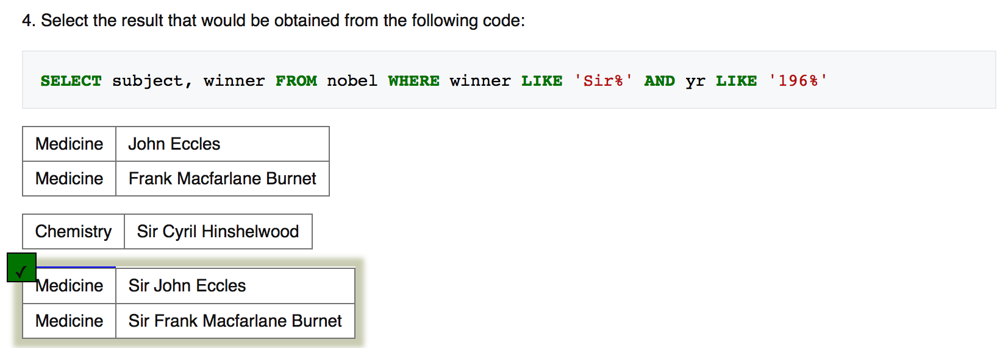 4. Select the result that would be obtained from the following code:
SELECT subject, winner FROM nobel WHERE winner LIKE 'Sir%' AND yr LIKE '196%'
Medicine John Eccles
Medicine Frank Macfarlane Burnet
Chemistry Sir Cyril Hinshelwood
✓
Medicine Sir John Eccles
Medicine Sir Frank Macfarlane Burnet